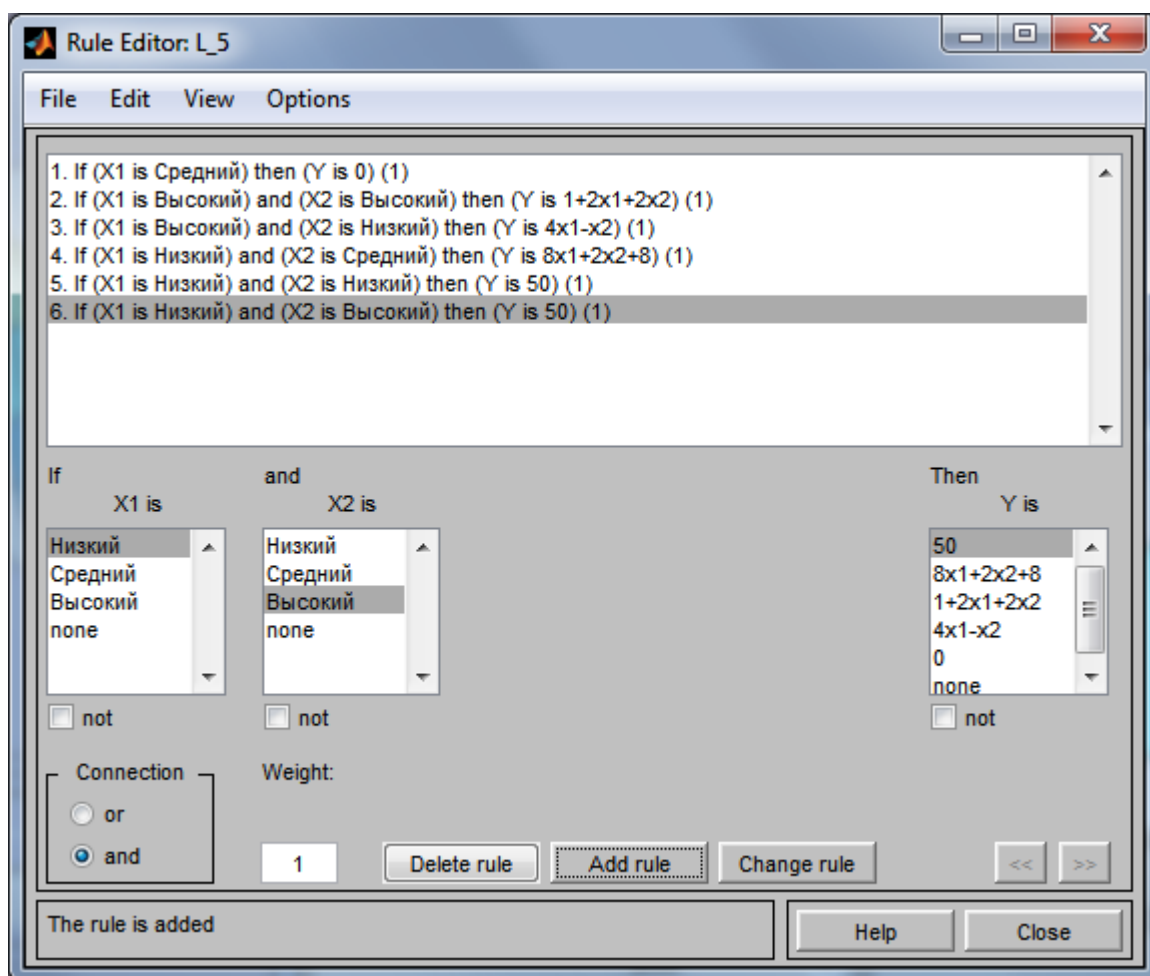 Rule Editor: L_5
File Edit View Options
1. If (X1 is Средний) then (Y is 0) (1)
2. If (X1 is Высокий) and (X2 is Высокий) then (Y is 1+2x1+2x2) (1)
3. If (X1 is Высокий) and (X2 is Низкий) then (Y is 4x1-x2) (1)
4. If (X1 is Низкий) and (X2 is Средний) then (Y is 8x1+2x2+8) (1)
5. If (X1 is Низкий) and (X2 is Низкий) then (Y is 50) (1)
6. If (X1 is Низкий) and (X2 is Высокий) then (Y is 50) (1)
If and Then
X1 is X2 is Y is
Низкий Низкий 50
Средний Средний 8x1+2x2+8
Высокий Высокий 1+2x1+2x2
none none 4x1-x2
0
none
not not not
Connection Weight:
or
and 1 Delete rule Add rule Change rule << >>
The rule is added Help Close